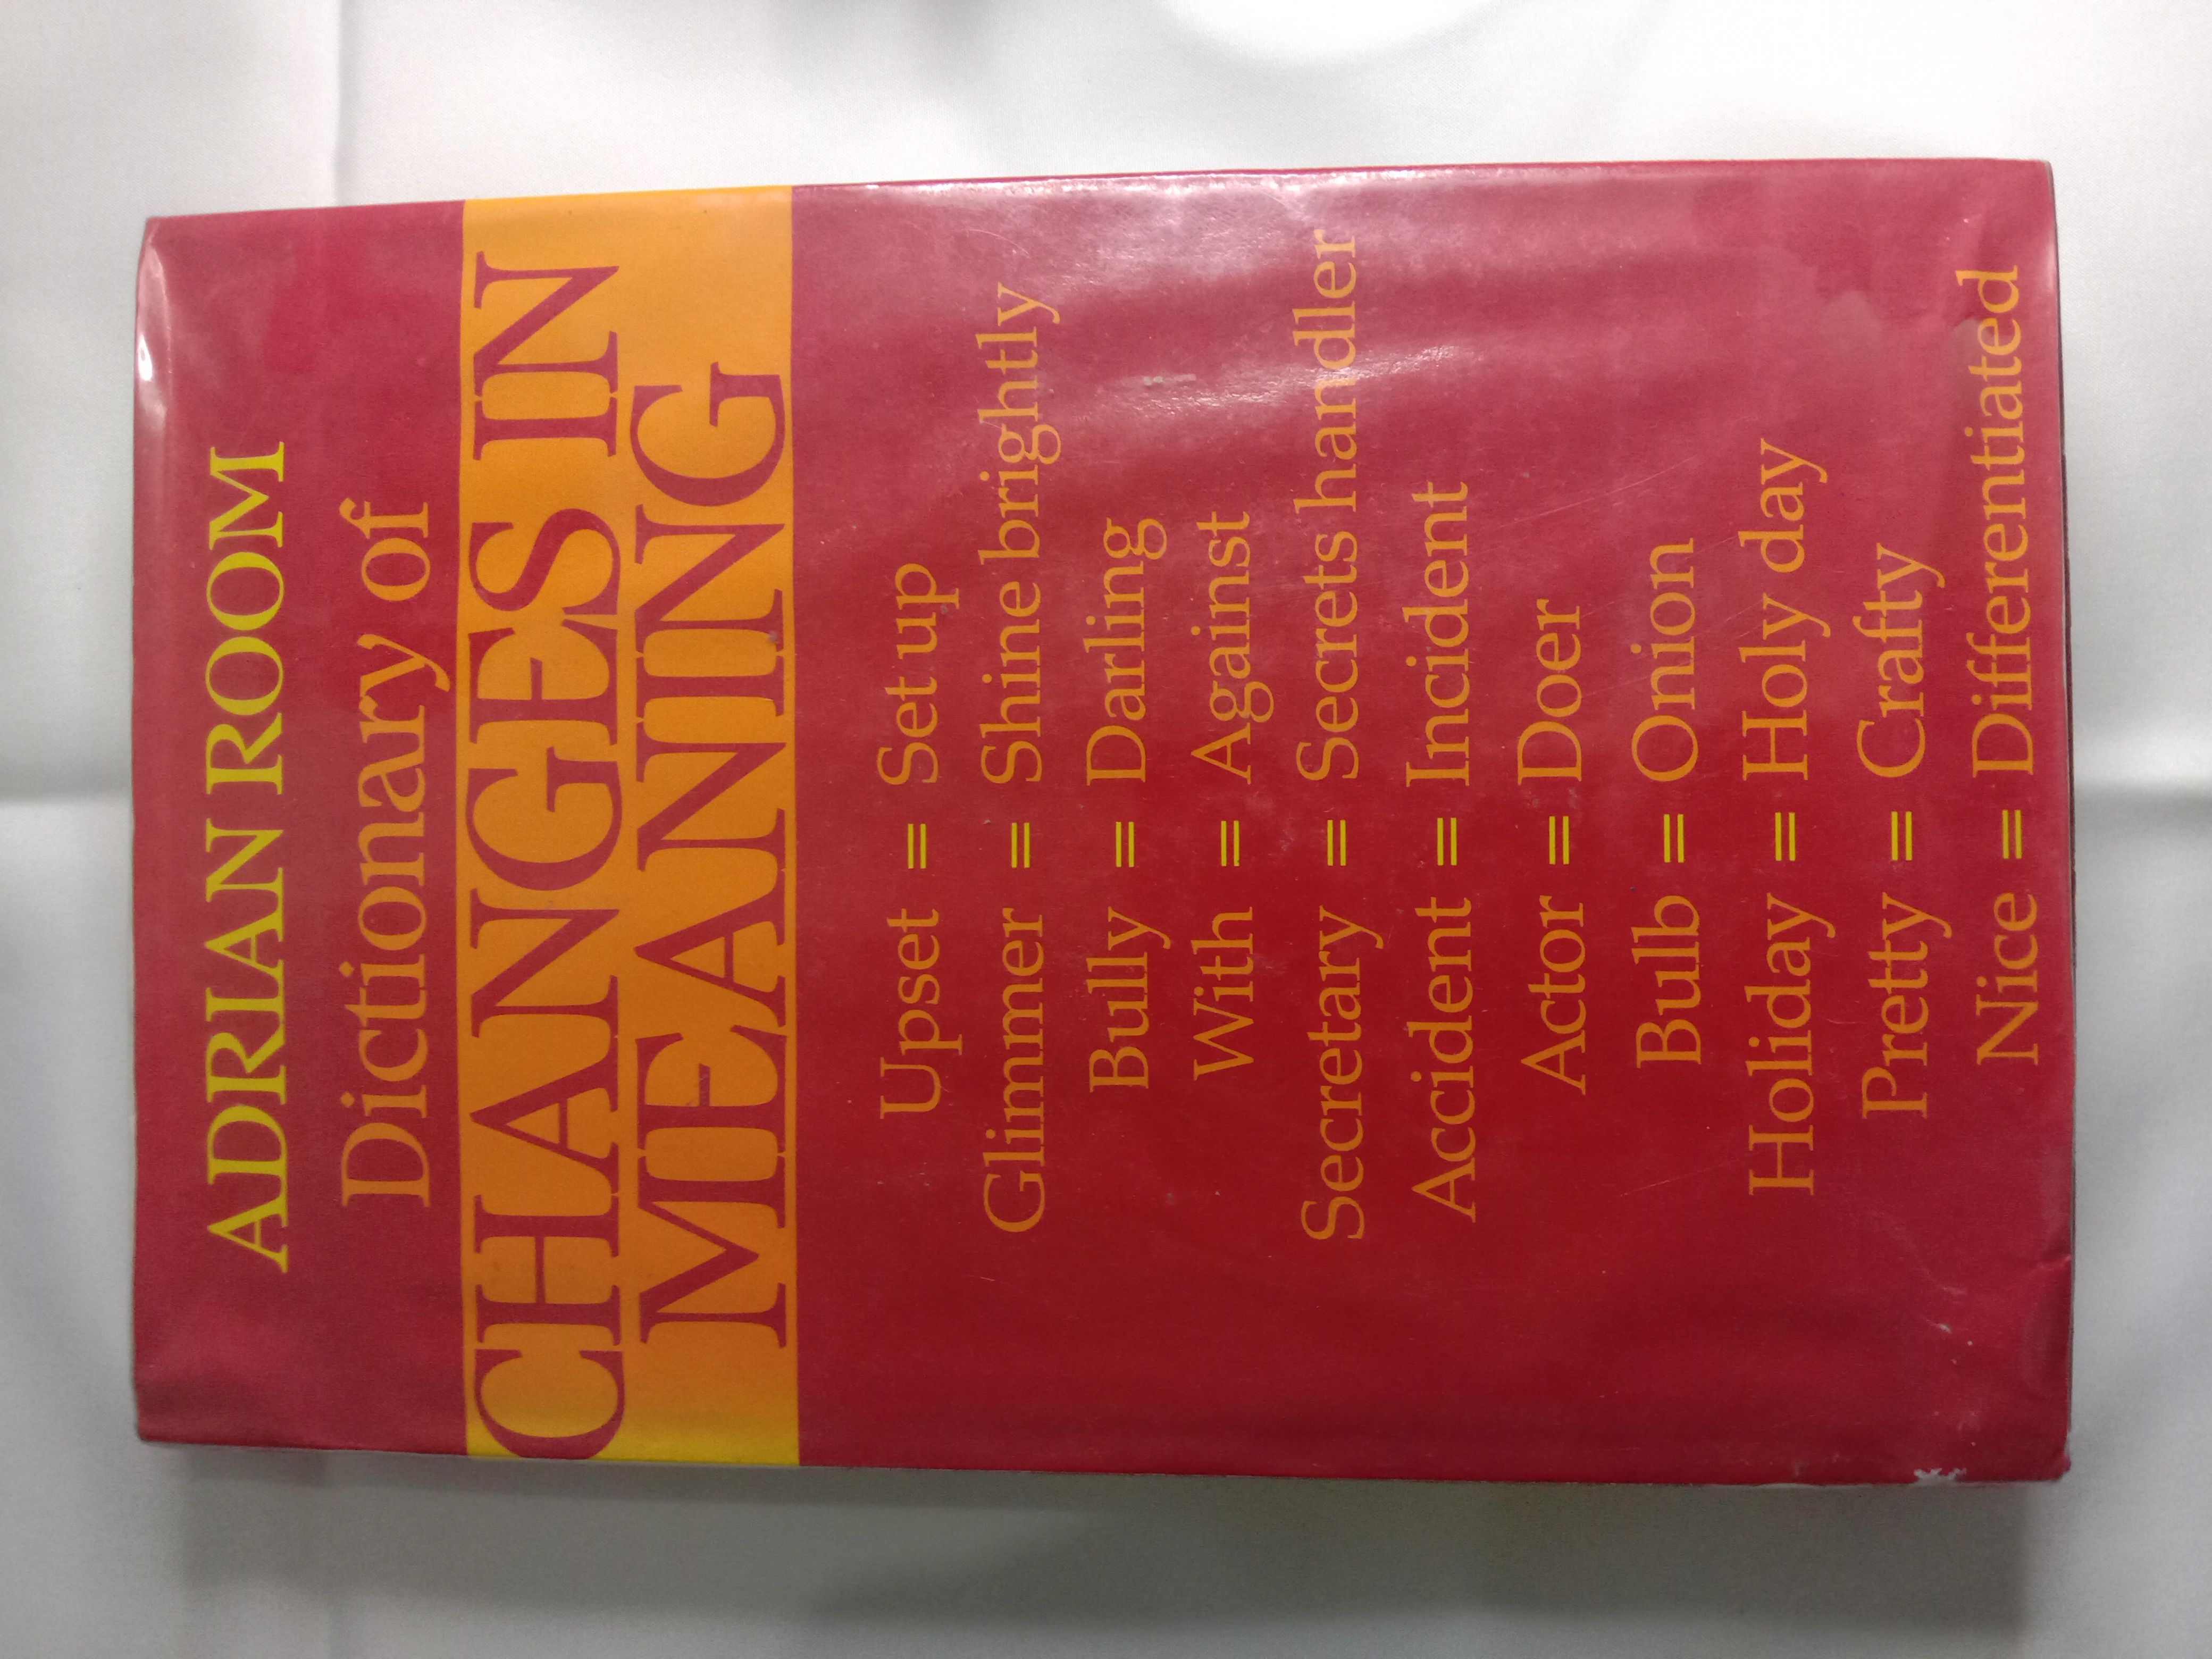 ADRIAN ROOM
Dictionary of
CHANGES IN
MEANING
Upset = Set up
Glimmer = Shine brightly
Bully = Darling
With = Against
Secretary = Secrets handler
Accident = Incident
Actor = Doer
Bulb = Onion
Holiday = Holy day
Pretty = Crafty
Nice = Differentiated